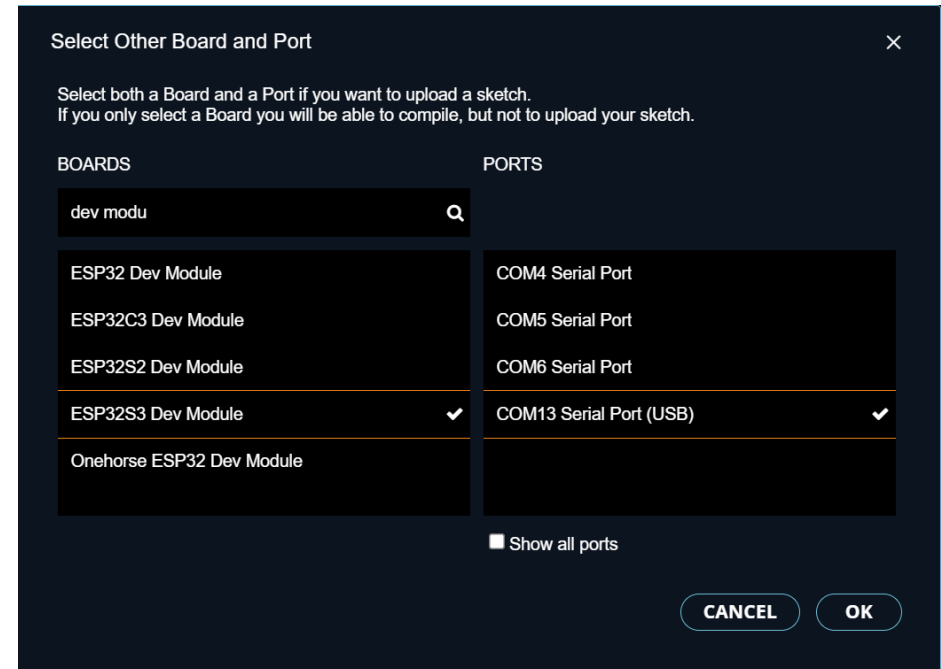 Select Other Board and Port
Select both a Board and a Port if you want to upload a sketch.
If you only select a Board you will be able to compile, but not to upload your sketch.
BOARDS
dev modu
ESP32 Dev Module
ESP32C3 Dev Module
ESP32S2 Dev Module
ESP32S3 Dev Module
Onehorse ESP32 Dev Module
PORTS
COM4 Serial Port
COM5 Serial Port
COM6 Serial Port
COM13 Serial Port (USB)
Show all ports
CANCEL
OK